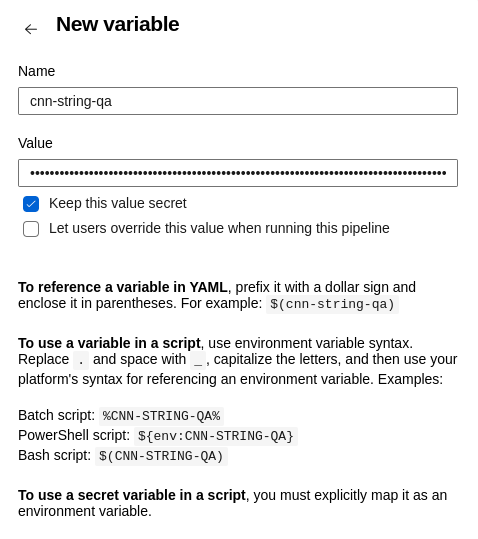 ← New variable
Name
cnn-string-qa
Value
••••••••••••••••••••••••••••••••••••••••••••••••••••••••••••••••••••••••••••••••••••
Keep this value secret
Let users override this value when running this pipeline
To reference a variable in YAML, prefix it with a dollar sign and
enclose it in parentheses. For example: $(cnn-string-qa)
To use a variable in a script, use environment variable syntax.
Replace . and space with _, capitalize the letters, and then use your
platform's syntax for referencing an environment variable. Examples:
Batch script: %CNN-STRING-QA%
PowerShell script: ${env:CNN-STRING-QA}
Bash script: $(CNN-STRING-QA)
To use a secret variable in a script, you must explicitly map it as an
environment variable.